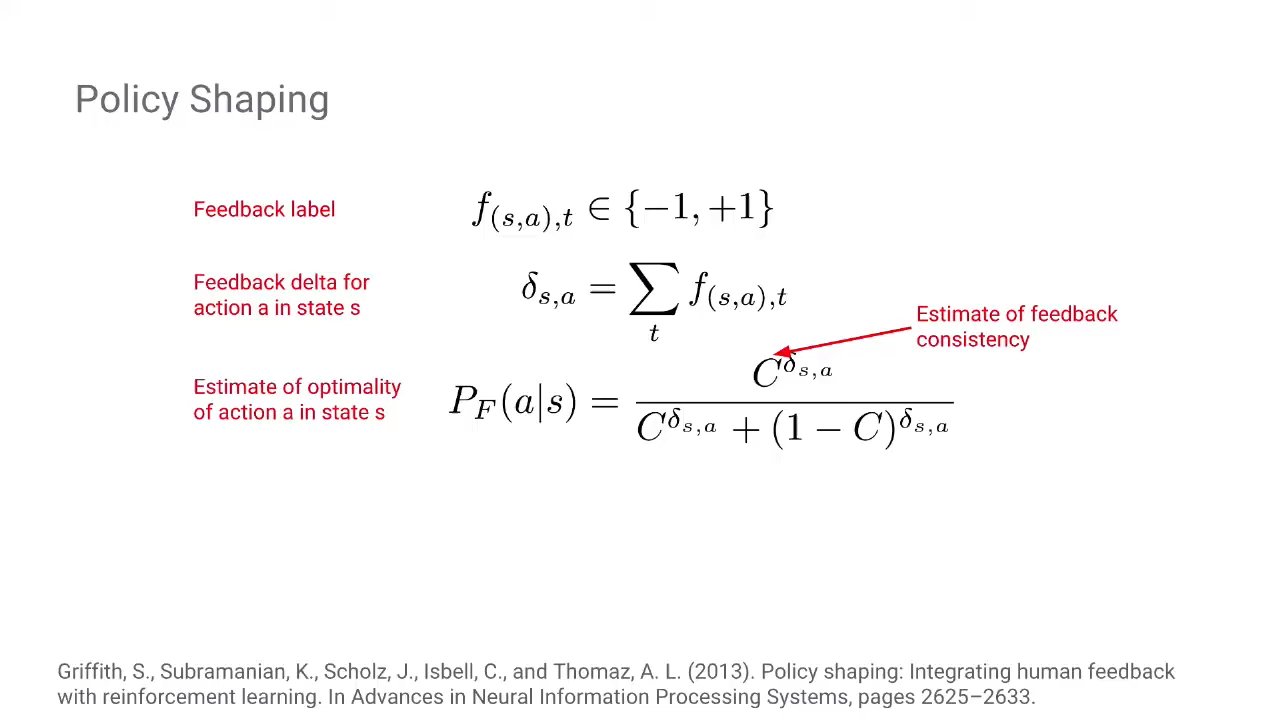 Policy Shaping
Feedback label
f_{(s,a),t} ∈ {−1, +1}
Feedback delta for
action a in state s
δ_{s,a} = \sum_{t} f_{(s,a),t}
Estimate of feedback
consistency
Estimate of optimality
of action a in state s
P_F(a|s) = \frac{C^{δ_{s,a}}}{C^{δ_{s,a}} + (1 − C)^{δ_{s,a}}}
Griffith, S., Subramanian, K., Scholz, J., Isbell, C., and Thomaz, A. L. (2013). Policy shaping: Integrating human feedback
with reinforcement learning. In Advances in Neural Information Processing Systems, pages 2625–2633.